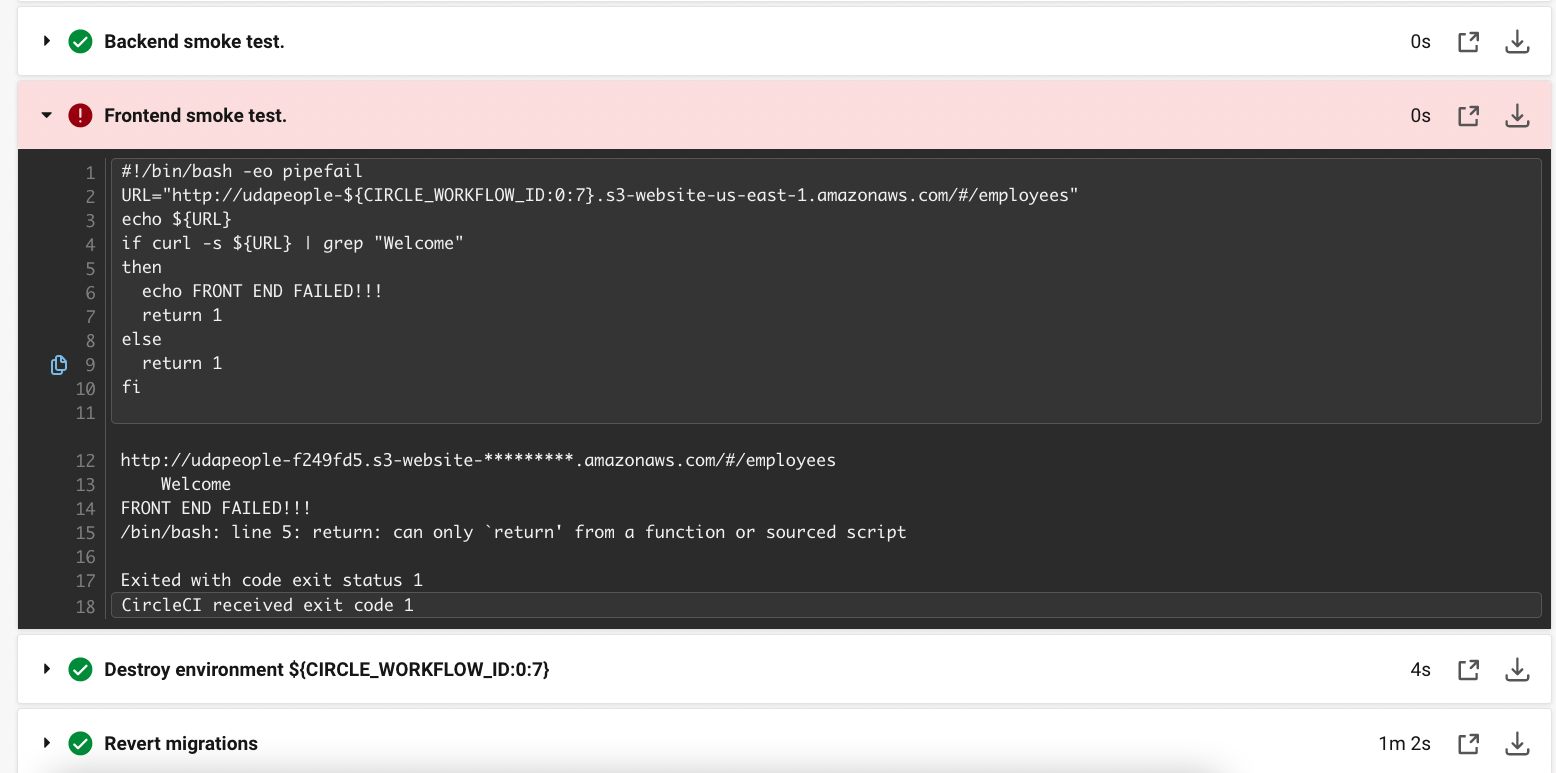 Backend smoke test. 0s
Frontend smoke test. 0s
1 #!/bin/bash -eo pipefail
2 URL="http://udapeople-${CIRCLE_WORKFLOW_ID:0:7}.s3-website-us-east-1.amazonaws.com/#/employees"
3 echo ${URL}
4 if curl -s ${URL} | grep "Welcome"
5 then
6   echo FRONT END FAILED!!!
7   return 1
8 else
9   return 1
10 fi
11
12 http://udapeople-f249fd5.s3-website-*********.amazonaws.com/#/employees
13     Welcome
14 FRONT END FAILED!!!
15 /bin/bash: line 5: return: can only `return' from a function or sourced script
16
17 Exited with code exit status 1
18 CircleCI received exit code 1
Destroy environment ${CIRCLE_WORKFLOW_ID:0:7} 4s
Revert migrations 1m 2s